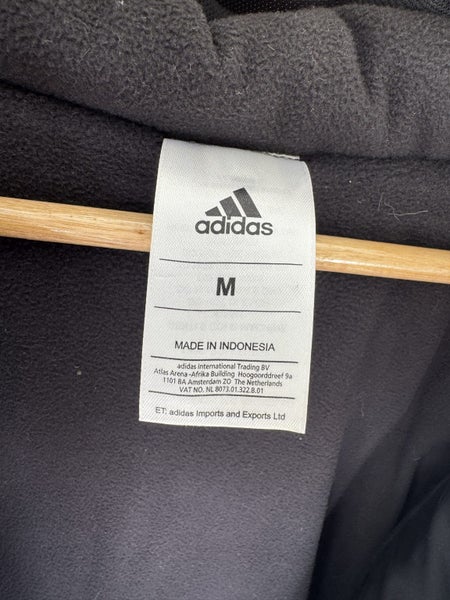 adidas
M
MADE IN INDONESIA
adidas International Trading BV
Atlas Arena -Afrika Building Hoogoorddreef 9a
1101 BA Amsterdam ZO The Netherlands
VAT NO. NL 8073.01.322.B.01
ET: adidas Imports and Exports Ltd